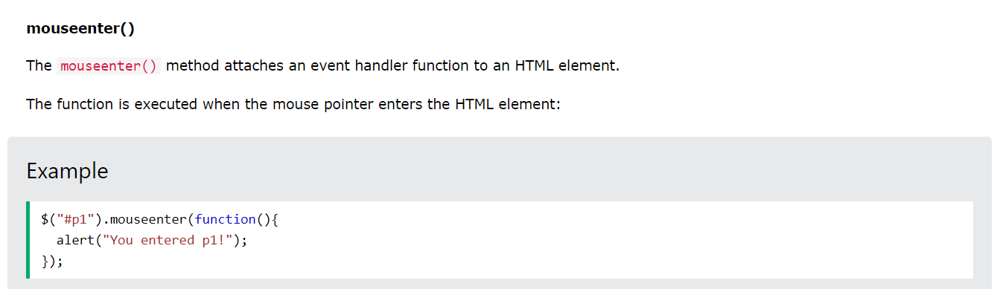 mouseenter()
The mouseenter() method attaches an event handler function to an HTML element.
The function is executed when the mouse pointer enters the HTML element:
Example
$("#p1").mouseenter(function(){
  alert("You entered p1!");
});